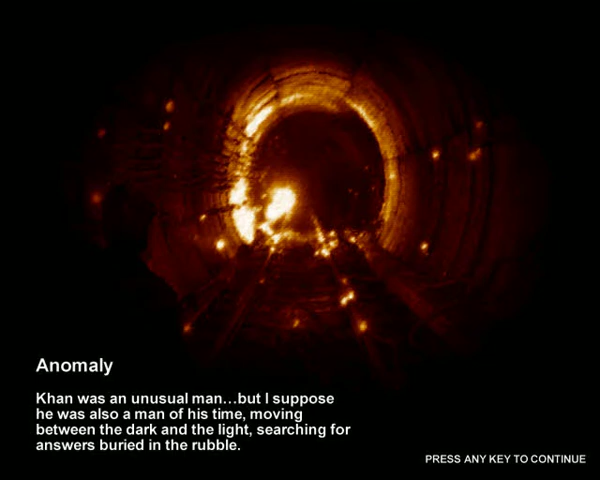 Anomaly
Khan was an unusual man...but I suppose
he was also a man of his time, moving
between the dark and the light, searching for
answers buried in the rubble.
PRESS ANY KEY TO CONTINUE